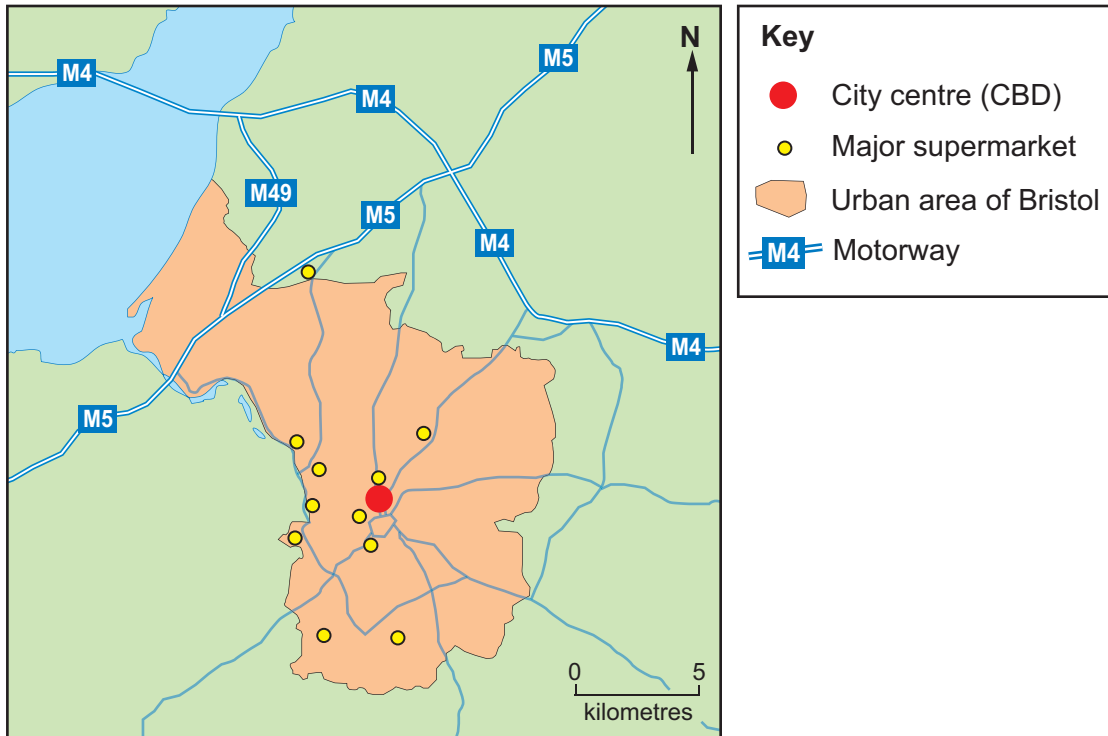 M4
M4
M5
N
M49
M5
M4
M4
M5
0 5
kilometres
Key
City centre (CBD)
Major supermarket
Urban area of Bristol
M4 Motorway